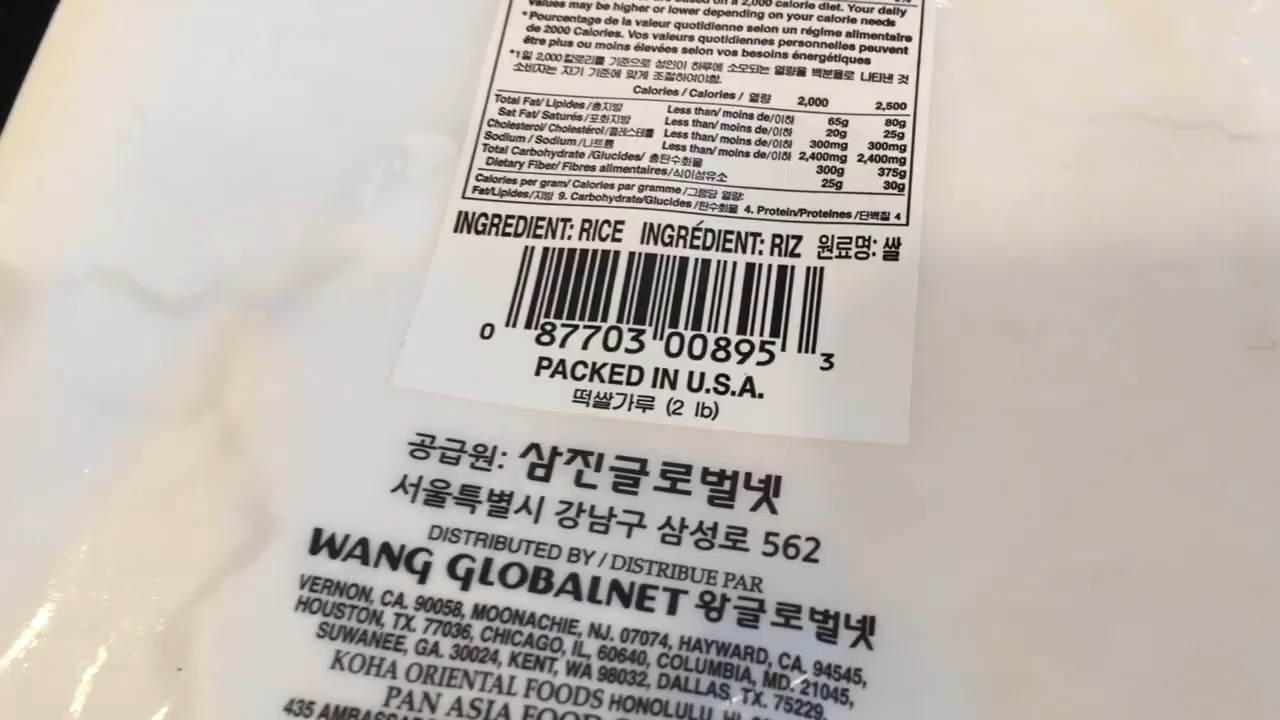 based on a 2,000 calorie diet. Your daily
values may be higher or lower depending on your calorie needs
*Pourcentage de la valeur quotidienne selon un régime alimentaire
de 2000 Calories. Vos valeurs quotidiennes personnelles peuvent
être plus ou moins élevées selon vos besoins énergétiques
*1일 2,000칼로리를 기준으로 성인이 하루에 소모되는 열량을 백분율로 나타낸 것
소비자는 자기 기준에 맞게 조절하여야함.
Calories / Calories / 열량 2,000 2,500
Total Fat/ Lipides /총지방 Less than/ moins de/이하 65g 80g
Sat Fat/ Saturés /포화지방 Less than/ moins de/이하 20g 25g
Cholesterol/ Cholestérol/콜레스테롤 Less than/ moins de/이하 300mg 300mg
Sodium / Sodium /나트륨 Less than/ moins de/이하 2,400mg 2,400mg
Total Carbohydrate /Glucides/ 총탄수화물 300g 375g
Dietary Fiber/ Fibres alimentaires/식이섬유소 25g 30g
Calories per gram/ Calories par gramme /그램당 열량:
Fat/Lipides/지방 9. Carbohydrate/Glucides /탄수화물 4. Protein/Proteines /단백질 4
INGREDIENT: RICE INGRÉDIENT: RIZ 원료명: 쌀
0 87703 00895 3
PACKED IN U.S.A.
떡쌀가루 (2 lb)
공급원: 삼진글로벌넷
서울특별시 강남구 삼성로 562
DISTRIBUTED BY / DISTRIBUE PAR
WANG GLOBALNET 왕글로벌넷
VERNON, CA. 90058, MOONACHIE, NJ. 07074, HAYWARD, CA. 94545,
HOUSTON, TX. 77036, CHICAGO, IL, 60640, COLUMBIA, MD. 21045,
SUWANEE, GA. 30024, KENT, WA 98032, DALLAS, TX. 75229,
KOHA ORIENTAL FOODS HONOLULU,
PAN ASIA FOOD
435